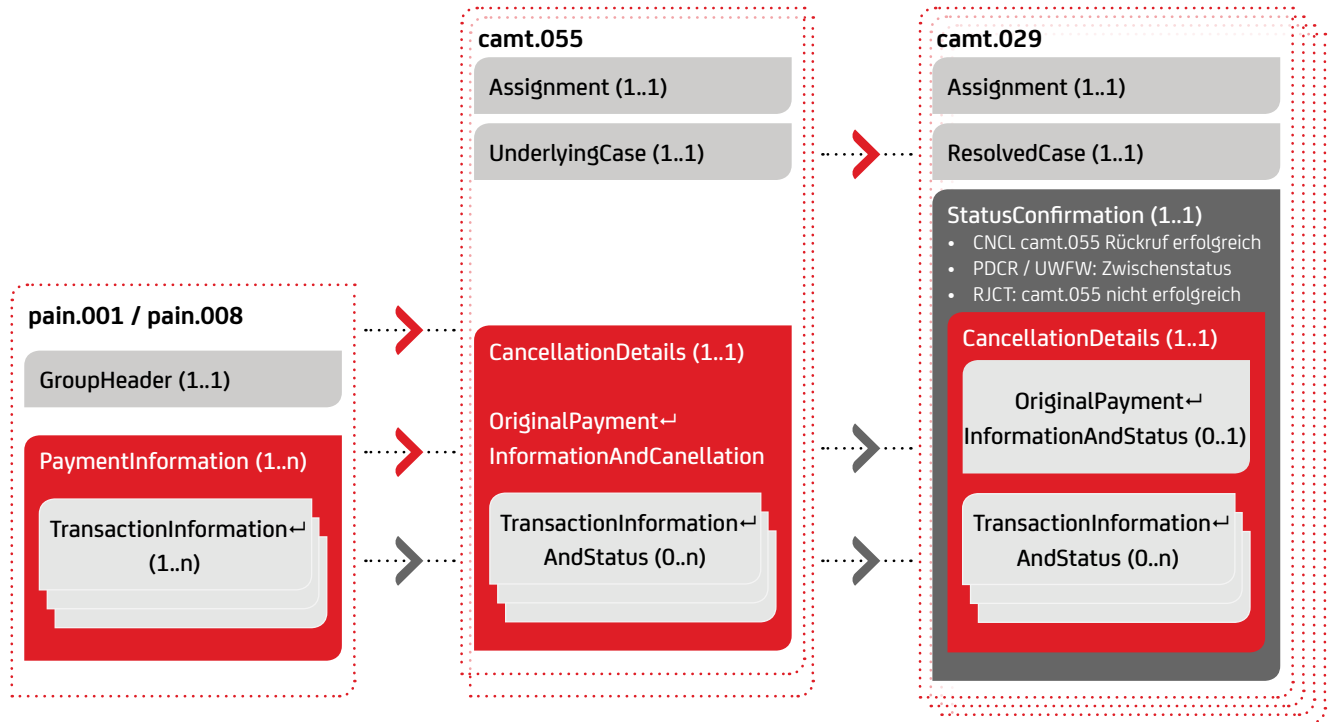 pain.001 / pain.008
GroupHeader (1..1)
PaymentInformation (1..n)
TransactionInformation↵
(1..n)
camt.055
Assignment (1..1)
UnderlyingCase (1..1)
CancellationDetails (1..1)
OriginalPayment↵
InformationAndCanellation
TransactionInformation↵
AndStatus (0..n)
camt.029
Assignment (1..1)
ResolvedCase (1..1)
StatusConfirmation (1..1)
• CNCL camt.055 Rückruf erfolgreich
• PDCR / UWFW: Zwischenstatus
• RJCT: camt.055 nicht erfolgreich
CancellationDetails (1..1)
OriginalPayment↵
InformationAndStatus (0..1)
TransactionInformation↵
AndStatus (0..n)